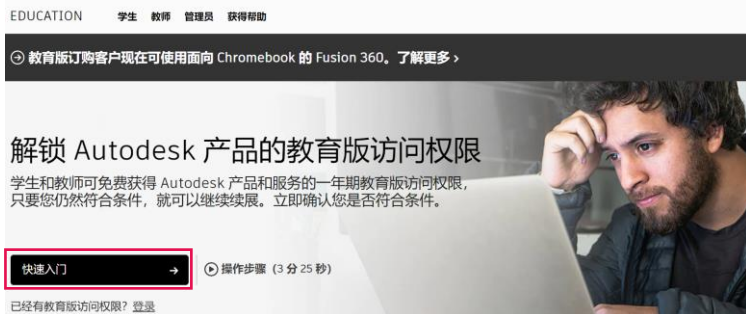 EDUCATION 学生 教师 管理员 获得帮助
教育版订购客户现在可使用面向 Chromebook 的 Fusion 360。了解更多 >
解锁 Autodesk 产品的教育版访问权限
学生和教师可免费获得 Autodesk 产品和服务的一年期教育版访问权限，
只要您仍然符合条件，就可以继续续展。立即确认您是否符合条件。
快速入门 → 操作步骤（3 分 25 秒）
已经有教育版访问权限？登录